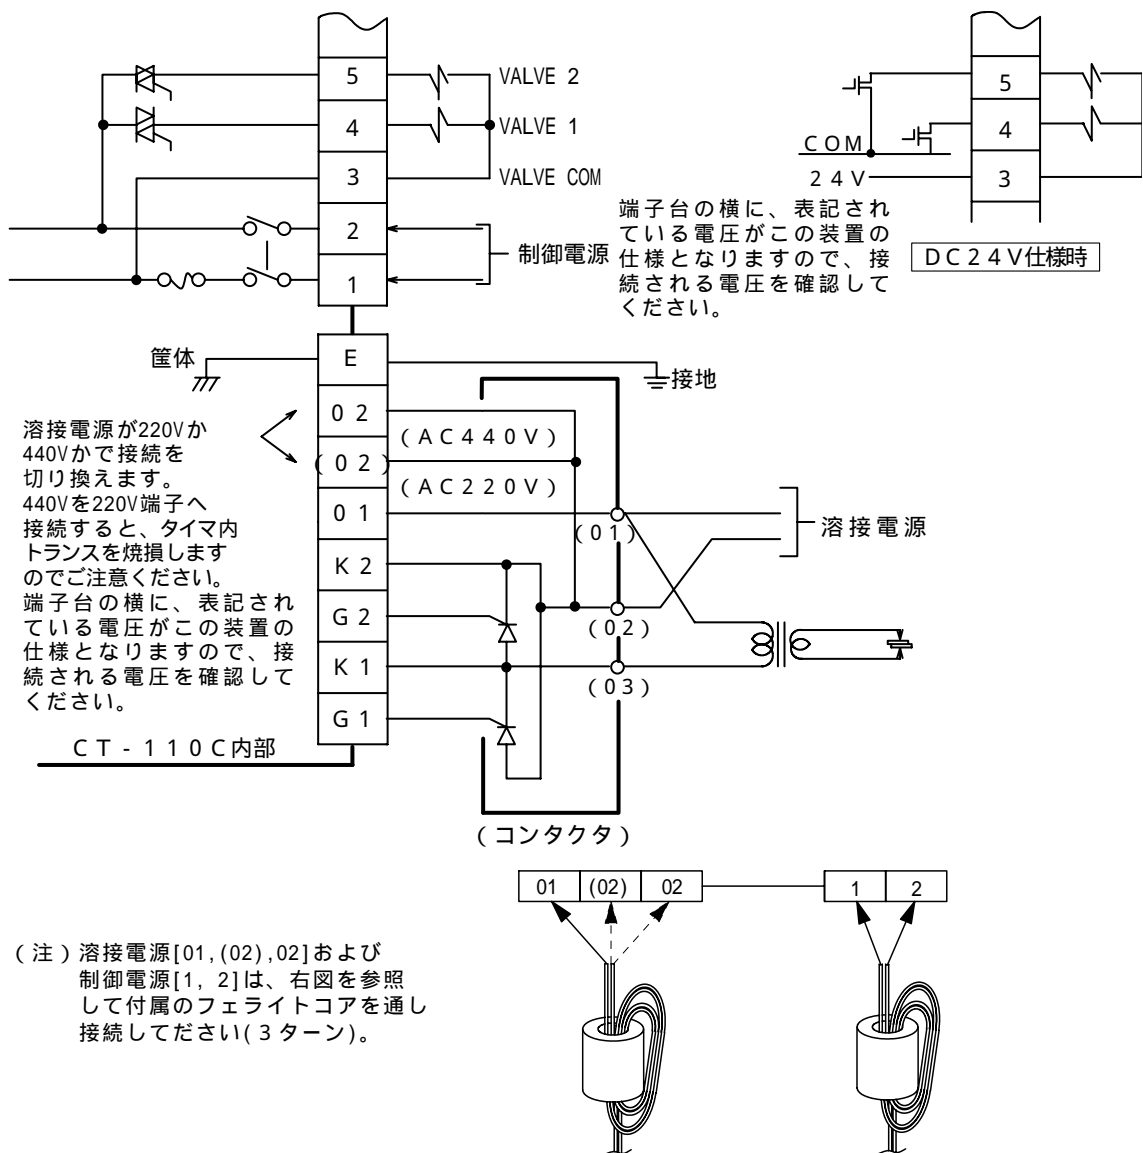 5
VALVE 2
4
VALVE 1
3
VALVE COM
2
1
制御電源
端子台の横に、表記され
ている電圧がこの装置の
仕様となりますので、接
続される電圧を確認して
ください。
5
4
3
COM
24V
DC24V仕様時
筐体
E
接地
02
(02)
01
K2
G2
K1
G1
(AC440V)
(AC220V)
溶接電源が220Vか
440Vかで接続を
切り換えます。
440Vを220V端子へ
接続すると、タイマ内
トランスを焼損します
のでご注意ください。
端子台の横に、表記され
ている電圧がこの装置の
仕様となりますので、接
続される電圧を確認して
ください。
CT-110C内部
(01)
(02)
(03)
溶接電源
(コンタクタ)
01 (02) 02
1 2
(注)溶接電源[01,(02),02]および
制御電源[1, 2]は、右図を参照
して付属のフェライトコアを通し
接続してださい(3ターン)。